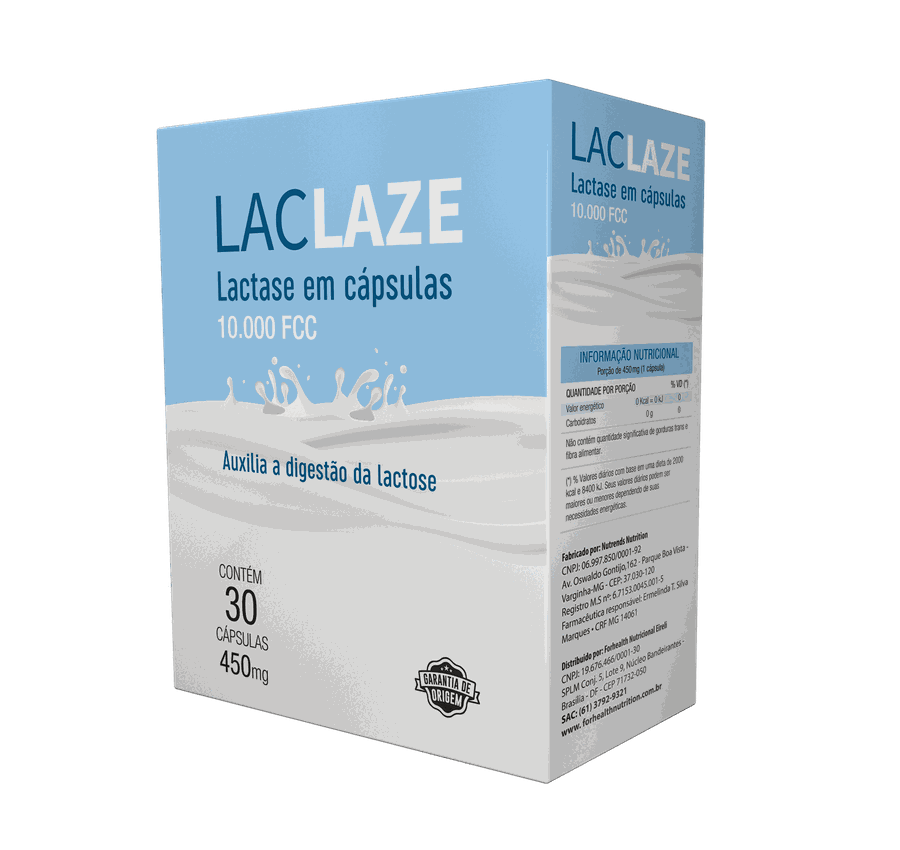 LACLAZE
Lactase em cápsulas
10.000 FCC
Auxilia a digestão da lactose
CONTÉM
30
CÁPSULAS
450mg
GARANTIA DE
ORIGEM
LACLAZE
Lactase em cápsulas
10.000 FCC
INFORMAÇÃO NUTRICIONAL
Porção de 450mg (1 cápsula)
QUANTIDADE POR PORÇÃO % VD (*)
Valor energético 0 Kcal = 0 kJ 0
Carboidratos 0 g 0
Não contém quantidade significativa de gorduras trans e
fibra alimentar.
(*) % Valores diários com base em uma dieta de 2000
kcal e 8400 kJ. Seus valores diários podem ser
maiores ou menores dependendo de suas
necessidades energéticas.
Fabricado por: Nutrends Nutrition
CNPJ: 06.997.850/0001-92
Av. Oswaldo Gontijo,162 - Parque Boa Vista -
Varginha-MG - CEP: 37.030-120
Registro M.S nº: 6.7153.0045.001-5
Farmacêutica responsável: Ermelinda T. Silva
Marques • CRF MG 14061
Distribuido por: Forhealth Nutricional Eireli
CNPJ: 19.676.466/0001-30
SPLM Conj. 5, Lote 9, Núcleo Bandeirantes -
Brasília - DF - CEP 71732-050
SAC: (61) 3792-9321
www. forhealthnutrition.com.br